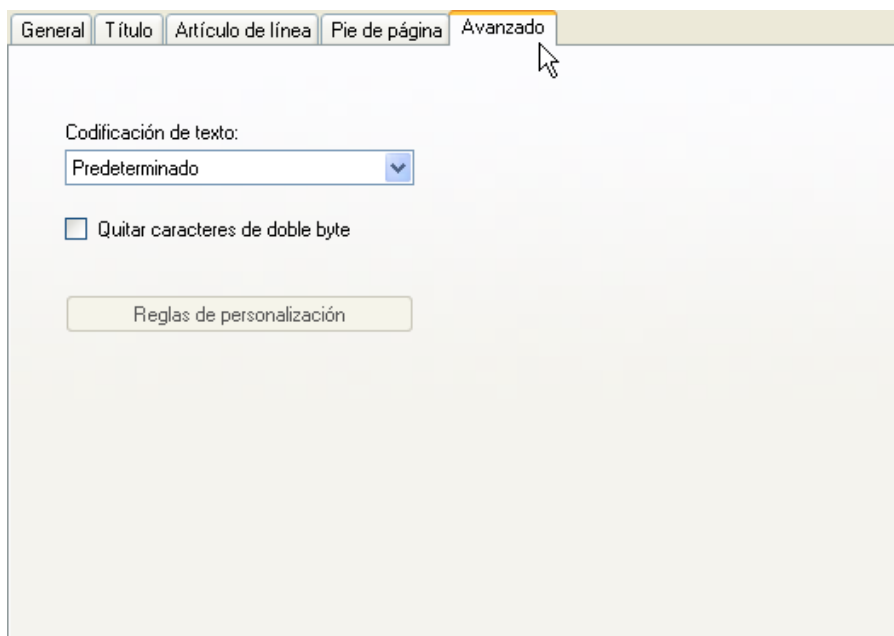 General Título Artículo de línea Pie de página Avanzado
Codificación de texto:
Predeterminado
Quitar caracteres de doble byte
Reglas de personalización